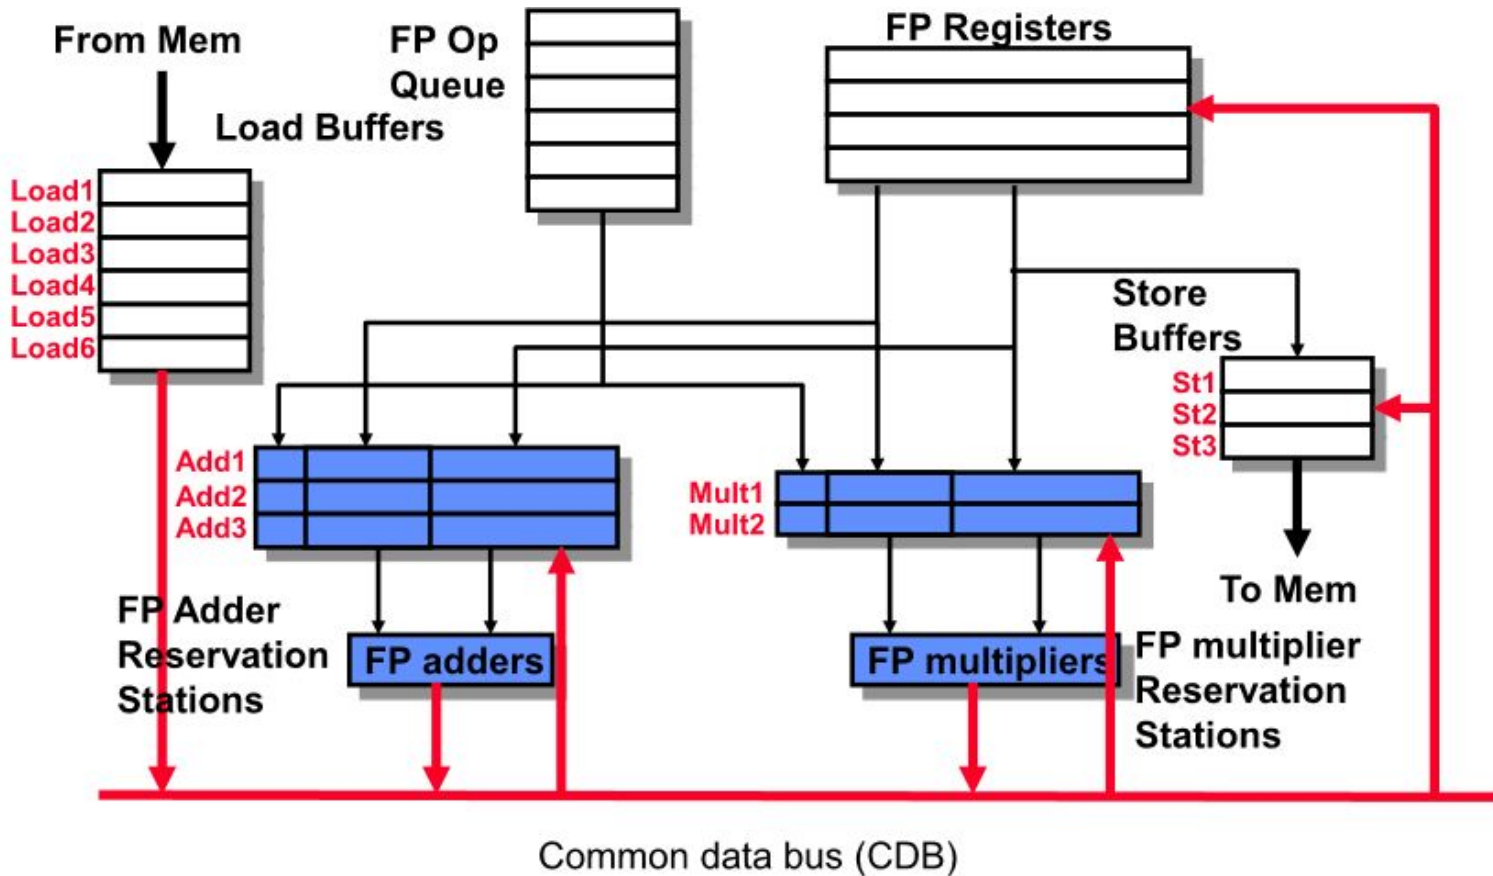 From Mem
FP Op
Queue
FP Registers
Load Buffers
Load1
Load2
Load3
Load4
Load5
Load6
Store
Buffers
St1
St2
St3
Add1
Add2
Add3
Mult1
Mult2
To Mem
FP Adder
Reservation
Stations
FP adders
FP multipliers
FP multiplier
Reservation
Stations
Common data bus (CDB)